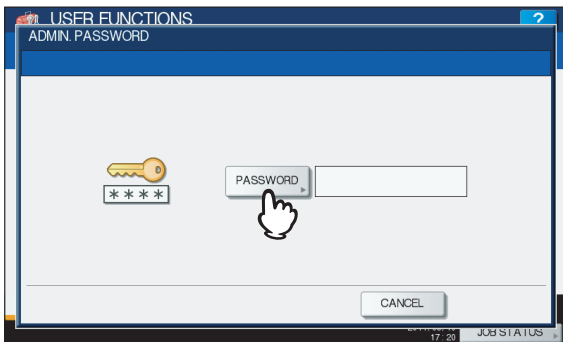 USER FUNCTIONS
?
ADMIN. PASSWORD
PASSWORD
****
CANCEL
17:20
JOB STATUS